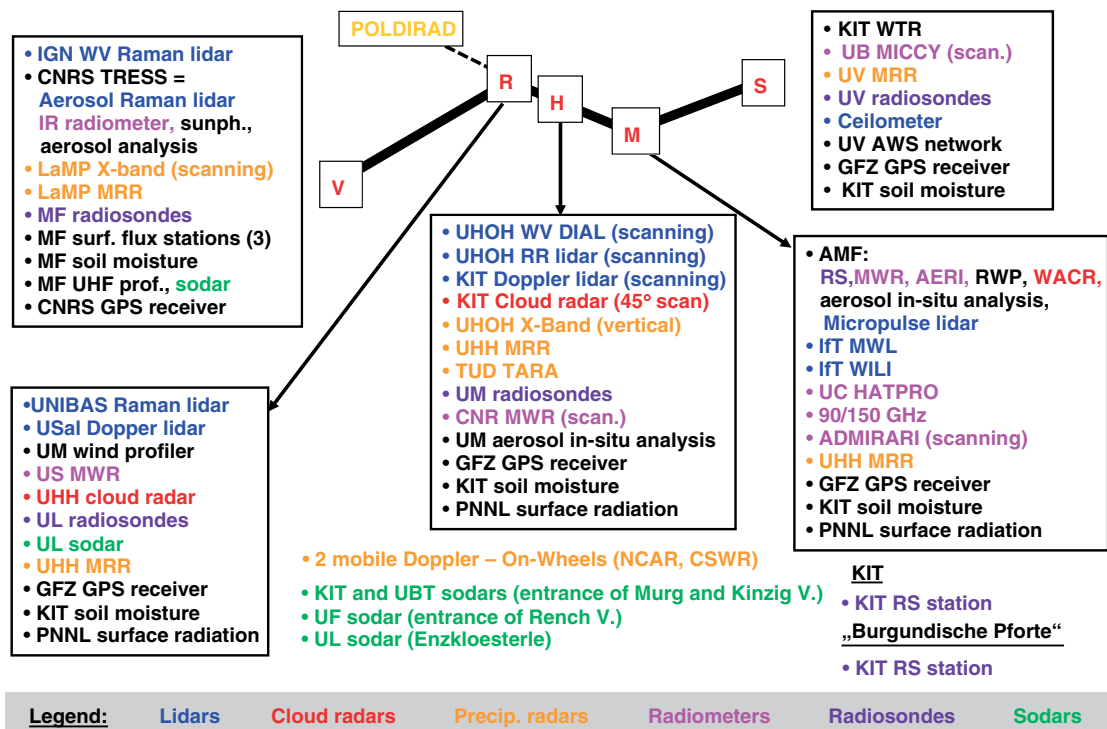 POLDIRAD
R
H
M
S
V
• IGN WV Raman lidar
• CNRS TRESS =
Aerosol Raman lidar
IR radiometer, sunph.,
aerosol analysis
• LaMP X-band (scanning)
• LaMP MRR
• MF radiosondes
• MF surf. flux stations (3)
• MF soil moisture
• MF UHF prof., sodar
• CNRS GPS receiver
• KIT WTR
• UB MICCY (scan.)
• UV MRR
• UV radiosondes
• Ceilometer
• UV AWS network
• GFZ GPS receiver
• KIT soil moisture
• UHOH WV DIAL (scanning)
• UHOH RR lidar (scanning)
• KIT Doppler lidar (scanning)
• KIT Cloud radar (45° scan)
• UHOH X-Band (vertical)
• UHH MRR
• TUD TARA
• UM radiosondes
• CNR MWR (scan.)
• UM aerosol in-situ analysis
• GFZ GPS receiver
• KIT soil moisture
• PNNL surface radiation
• AMF:
RS,MWR, AERI, RWP, WACR,
aerosol in-situ analysis,
Micropulse lidar
• IfT MWL
• IfT WILI
• UC HATPRO
• 90/150 GHz
• ADMIRARI (scanning)
• UHH MRR
• GFZ GPS receiver
• KIT soil moisture
• PNNL surface radiation
•UNIBAS Raman lidar
• USal Dopper lidar
• UM wind profiler
• US MWR
• UHH cloud radar
• UL radiosondes
• UL sodar
• UHH MRR
• GFZ GPS receiver
• KIT soil moisture
• PNNL surface radiation
• 2 mobile Doppler – On-Wheels (NCAR, CSWR)
• KIT and UBT sodars (entrance of Murg and Kinzig V.)
• UF sodar (entrance of Rench V.)
• UL sodar (Enzkloesterle)
KIT
• KIT RS station
„Burgundische Pforte“
• KIT RS station
Legend: Lidars Cloud radars Precip. radars Radiometers Radiosondes Sodars